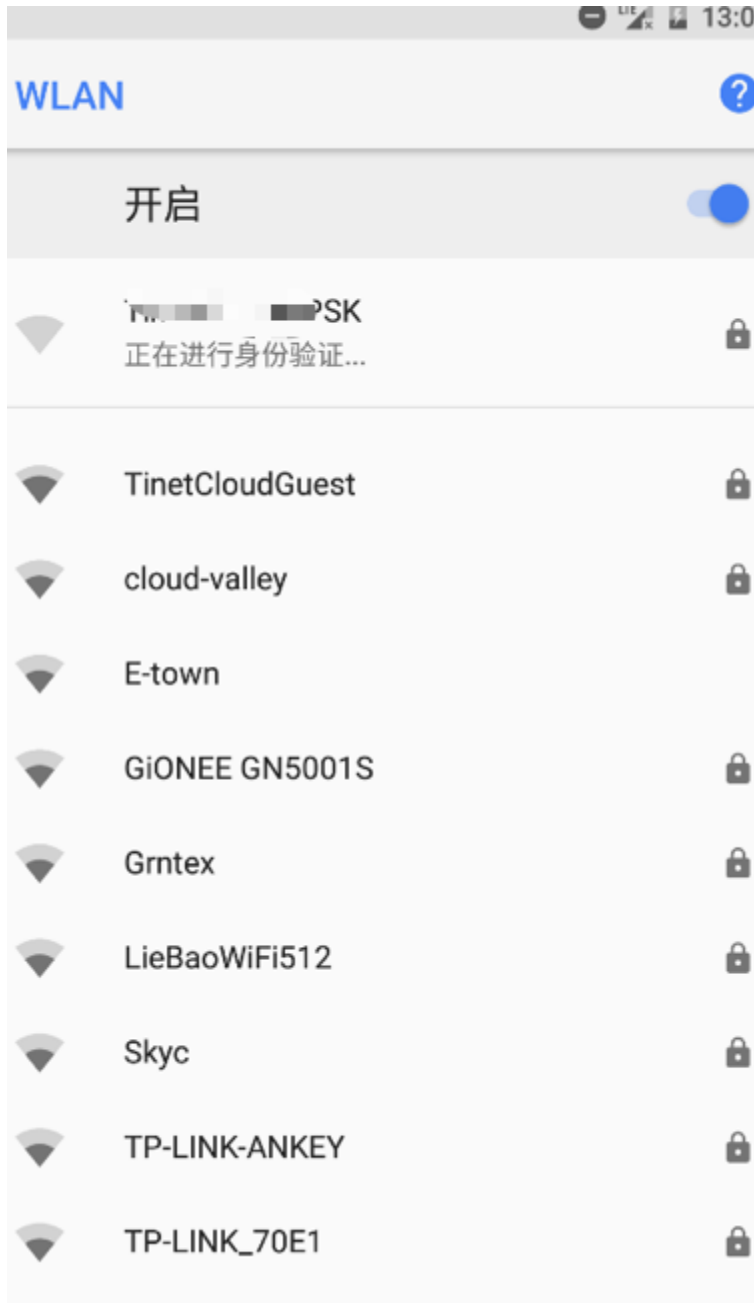 LTE 13:0
WLAN
?
开启
PSK
正在进行身份验证...
TinetCloudGuest
cloud-valley
E-town
GiONEE GN5001S
Grntex
LieBaoWiFi512
Skyc
TP-LINK-ANKEY
TP-LINK_70E1